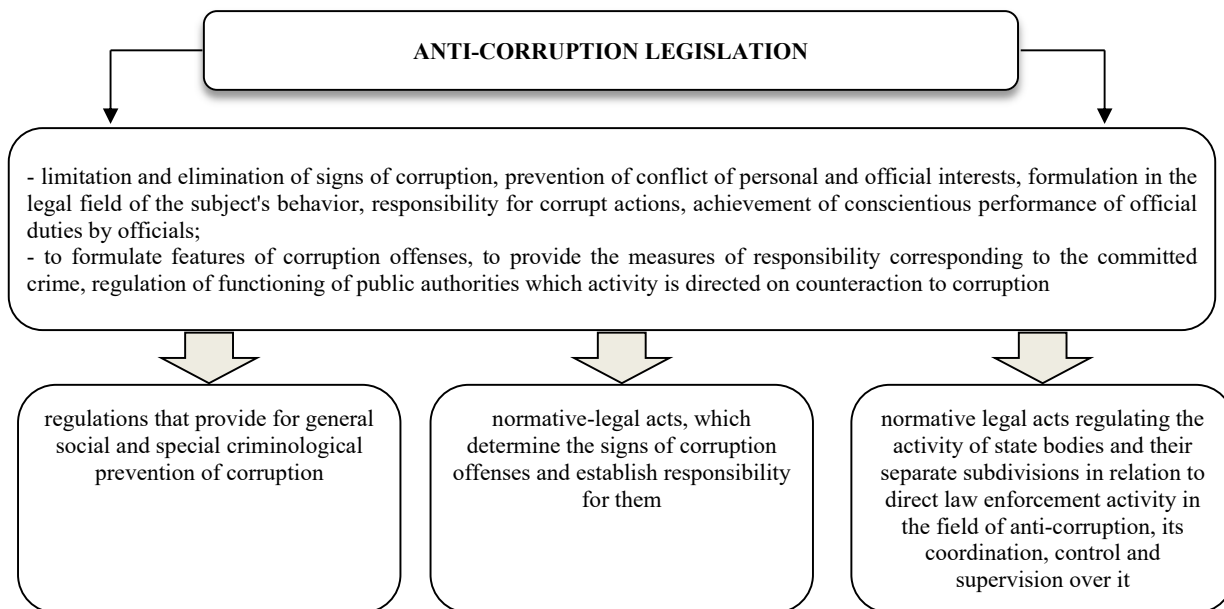 ANTI-CORRUPTION LEGISLATION
- limitation and elimination of signs of corruption, prevention of conflict of personal and official interests, formulation in the
legal field of the subject's behavior, responsibility for corrupt actions, achievement of conscientious performance of official
duties by officials;
- to formulate features of corruption offenses, to provide the measures of responsibility corresponding to the committed
crime, regulation of functioning of public authorities which activity is directed on counteraction to corruption
regulations that provide for general
social and special criminological
prevention of corruption
normative-legal acts, which
determine the signs of corruption
offenses and establish responsibility
for them
normative legal acts regulating the
activity of state bodies and their
separate subdivisions in relation to
direct law enforcement activity in
the field of anti-corruption, its
coordination, control and
supervision over it